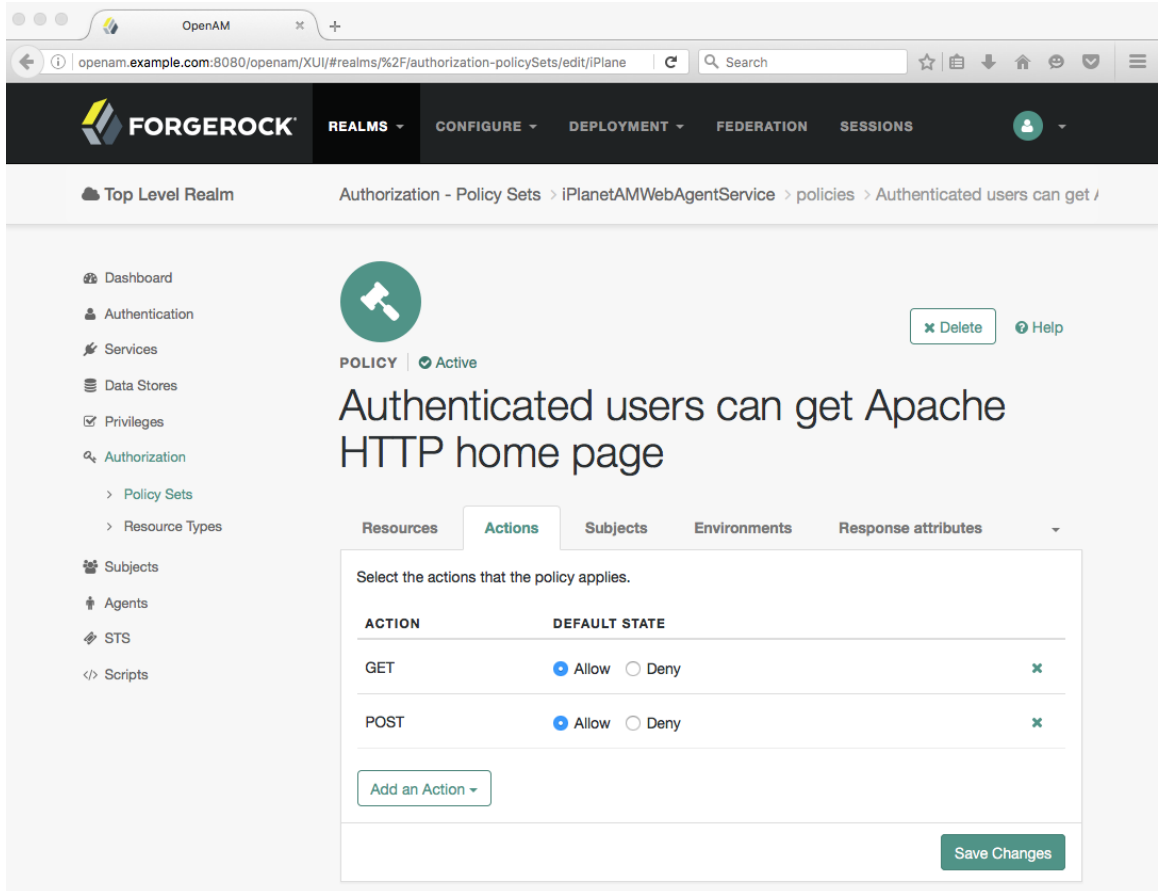 OpenAM
openam.example.com:8080/openam/XUI/#realms/%2F/authorization-policySets/edit/iPlane
Search
FORGEROCK
REALMS CONFIGURE DEPLOYMENT FEDERATION SESSIONS
Top Level Realm
Authorization - Policy Sets > iPlanetAMWebAgentService > policies > Authenticated users can get
Dashboard
Authentication
Services
Data Stores
Privileges
Authorization
> Policy Sets
> Resource Types
Subjects
Agents
STS
</> Scripts
Delete
Help
POLICY Active
Authenticated users can get Apache
HTTP home page
Resources Actions Subjects Environments Response attributes
Select the actions that the policy applies.
ACTION DEFAULT STATE
GET Allow Deny
POST Allow Deny
Add an Action
Save Changes